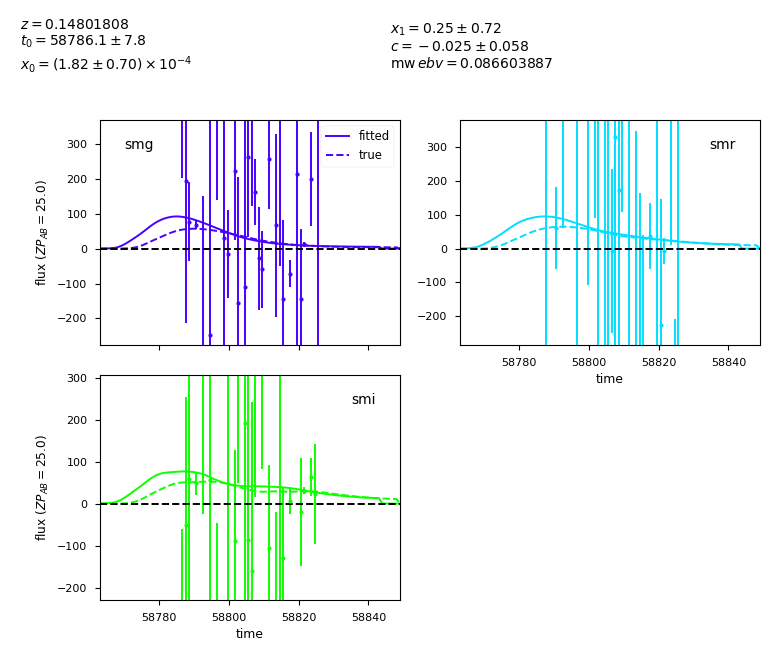 z = 0.14801808
t₀ = 58786.1 ± 7.8
x₀ = (1.82 ± 0.70) × 10⁻⁴
x₁ = 0.25 ± 0.72
c = −0.025 ± 0.058
mw ebv = 0.086603887
smg
fitted
true
300
200
100
0
−100
−200
flux (ZP_AB = 25.0)
smr
300
200
100
0
−100
−200
58780 58800 58820 58840
time
smi
300
200
100
0
−100
−200
flux (ZP_AB = 25.0)
58780 58800 58820 58840
time